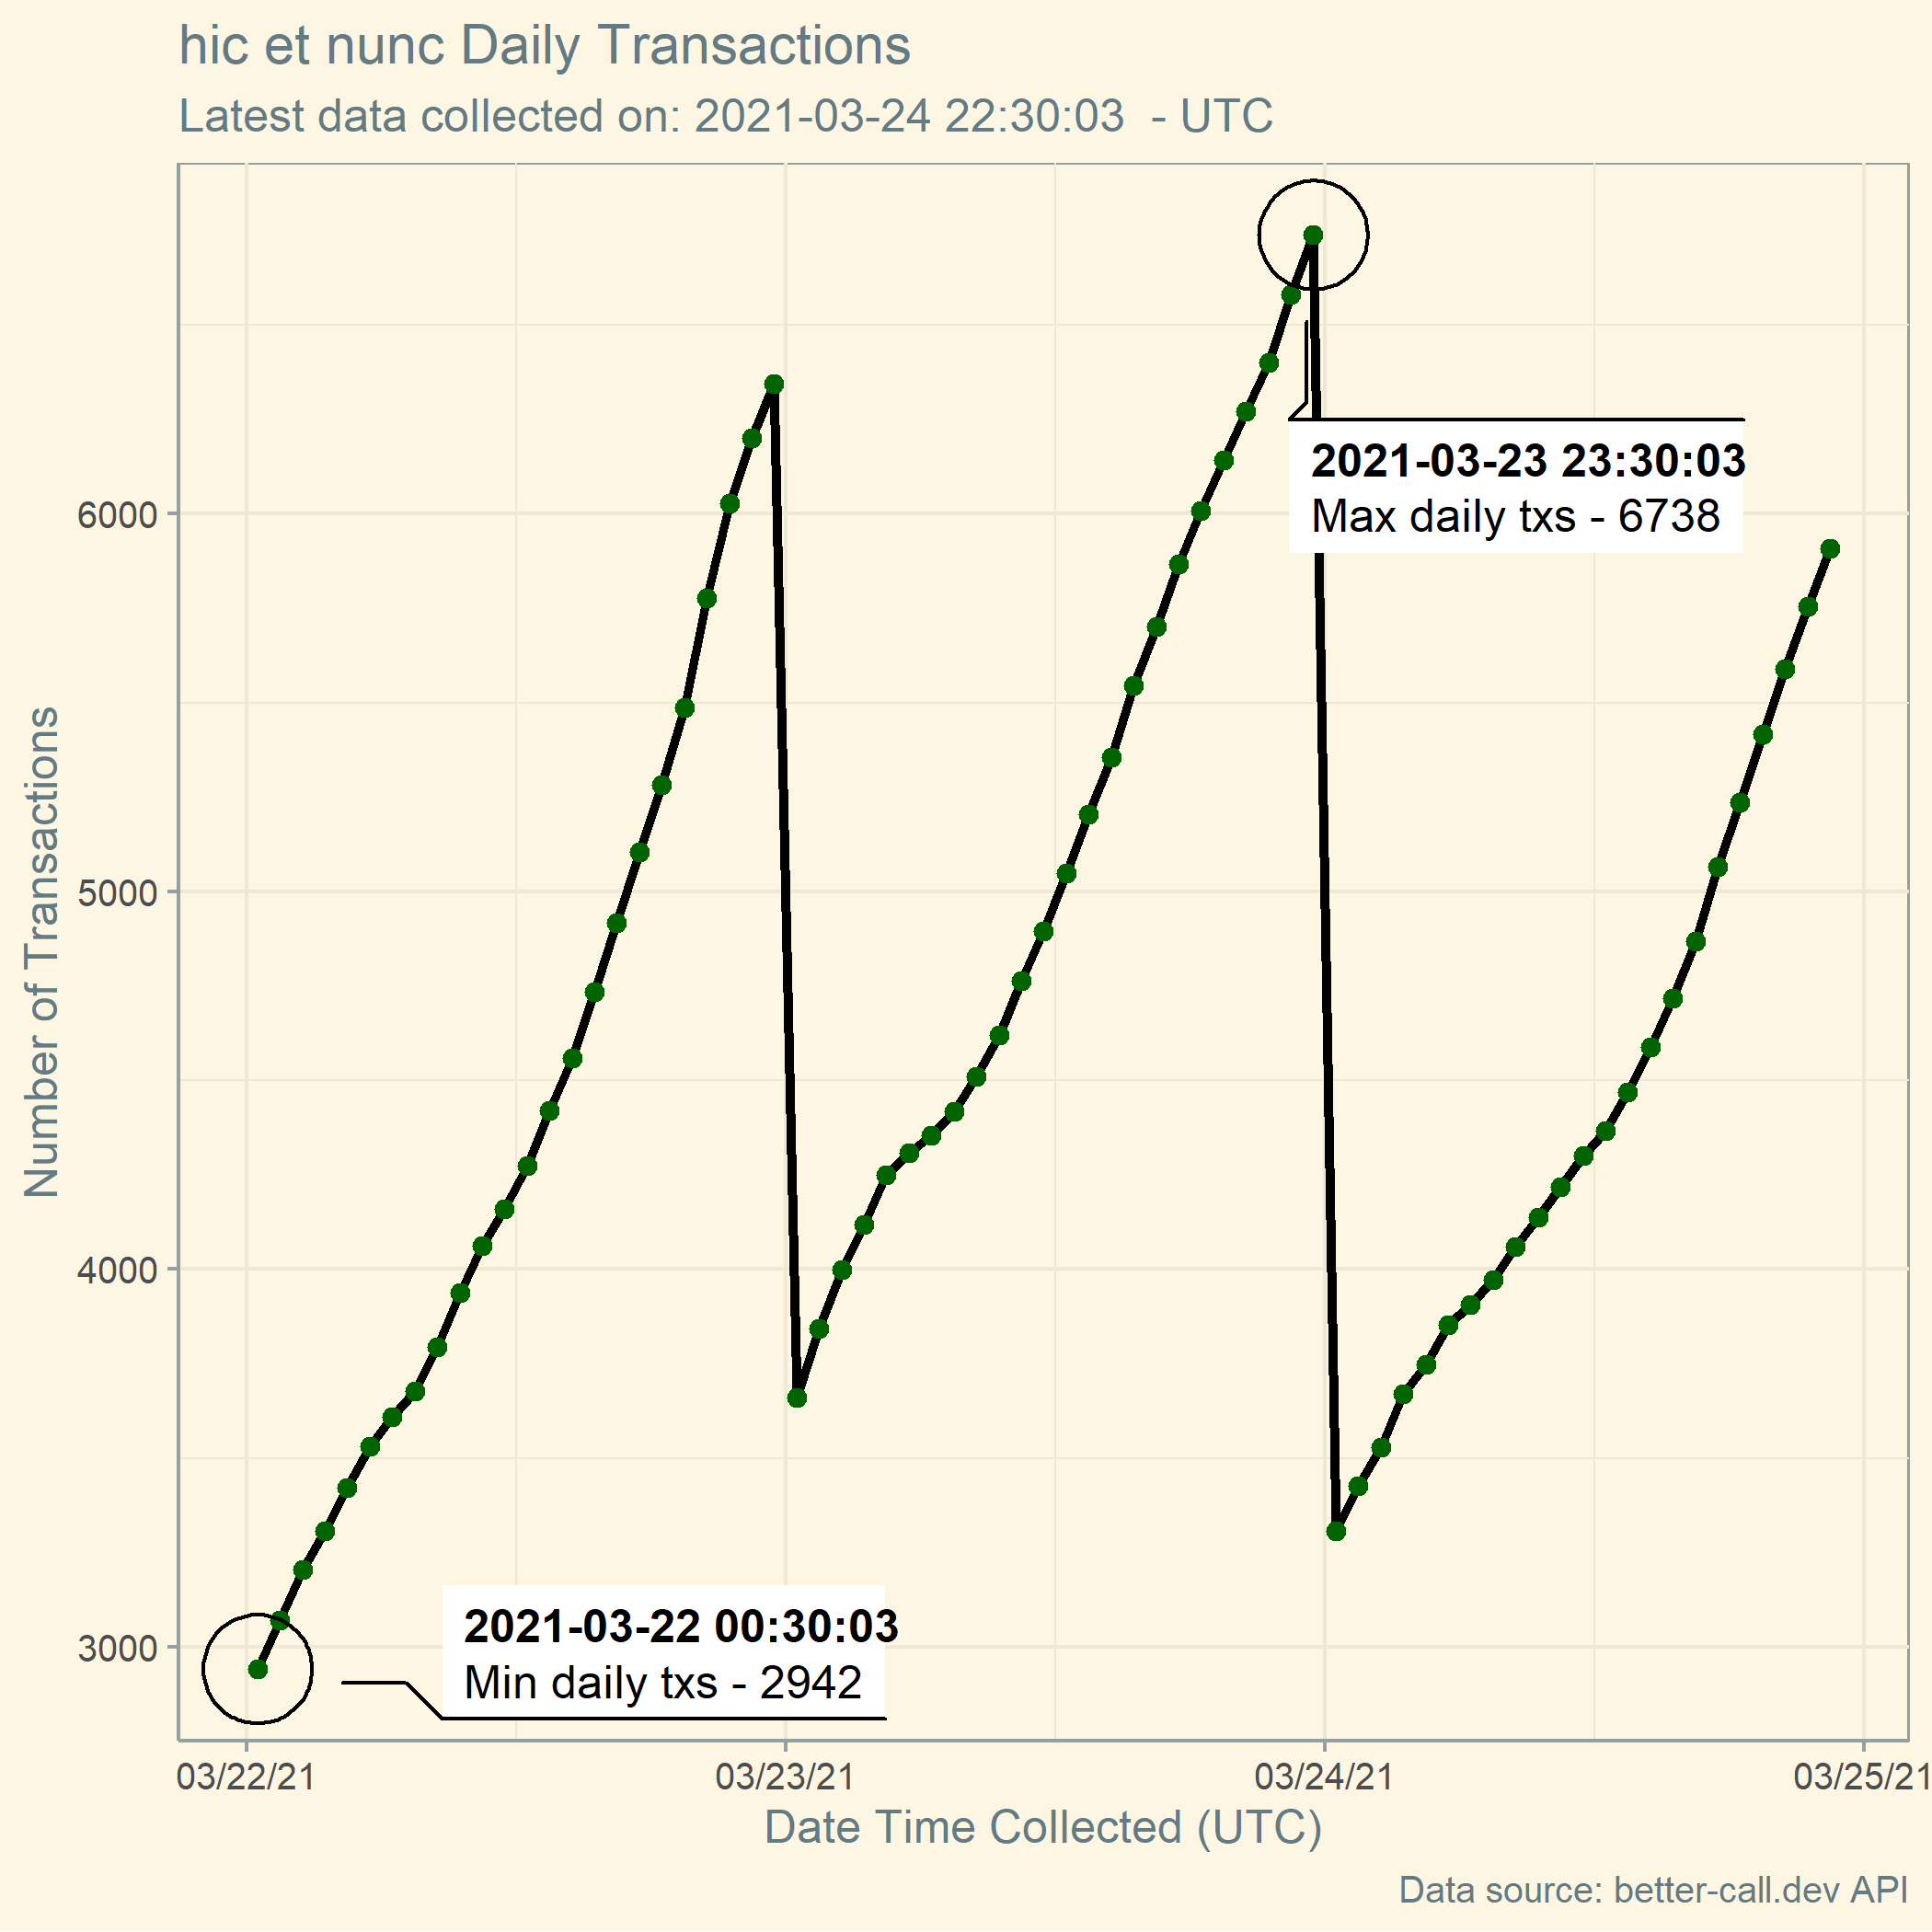 hic et nunc Daily Transactions
Latest data collected on: 2021-03-24 22:30:03  - UTC
Number of Transactions
6000
5000
4000
3000
2021-03-23 23:30:03
Max daily txs - 6738
2021-03-22 00:30:03
Min daily txs - 2942
03/22/21
03/23/21
03/24/21
03/25/21
Date Time Collected (UTC)
Data source: better-call.dev API